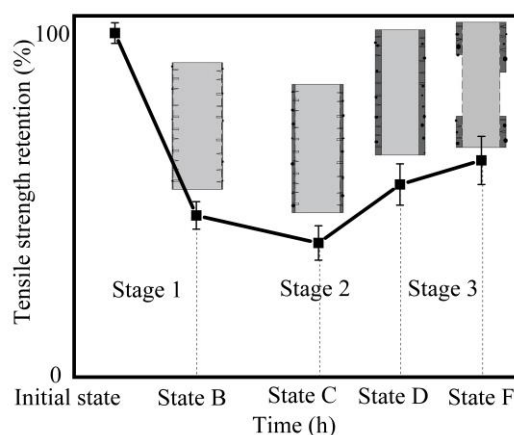 Tensile strength retention (%)
100
0
Stage 1
Stage 2
Stage 3
Initial state
State B
State C
State D
State F
Time (h)